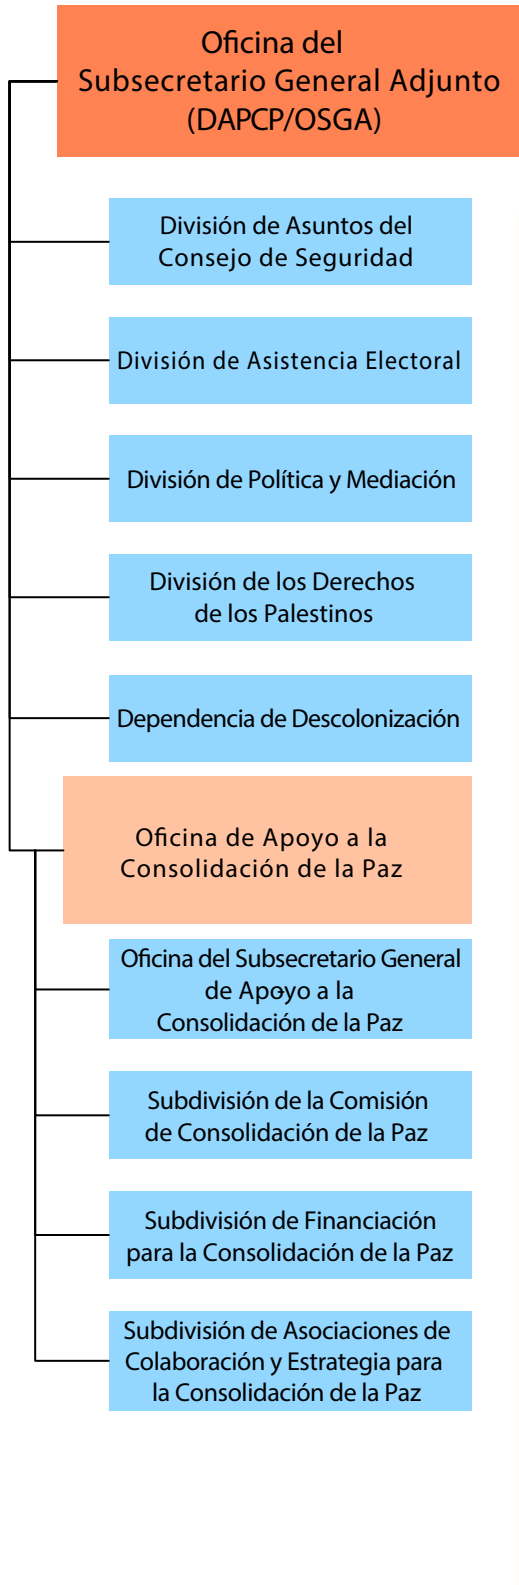 Oficina del
Subsecretario General Adjunto
(DAPCP/OSGA)
División de Asuntos del
Consejo de Seguridad
División de Asistencia Electoral
División de Política y Mediación
División de los Derechos
de los Palestinos
Dependencia de Descolonización
Oficina de Apoyo a la
Consolidación de la Paz
Oficina del Subsecretario General
de Apoyo a la
Consolidación de la Paz
Subdivisión de la Comisión
de Consolidación de la Paz
Subdivisión de Financiación
para la Consolidación de la Paz
Subdivisión de Asociaciones de
Colaboración y Estrategia para
la Consolidación de la Paz